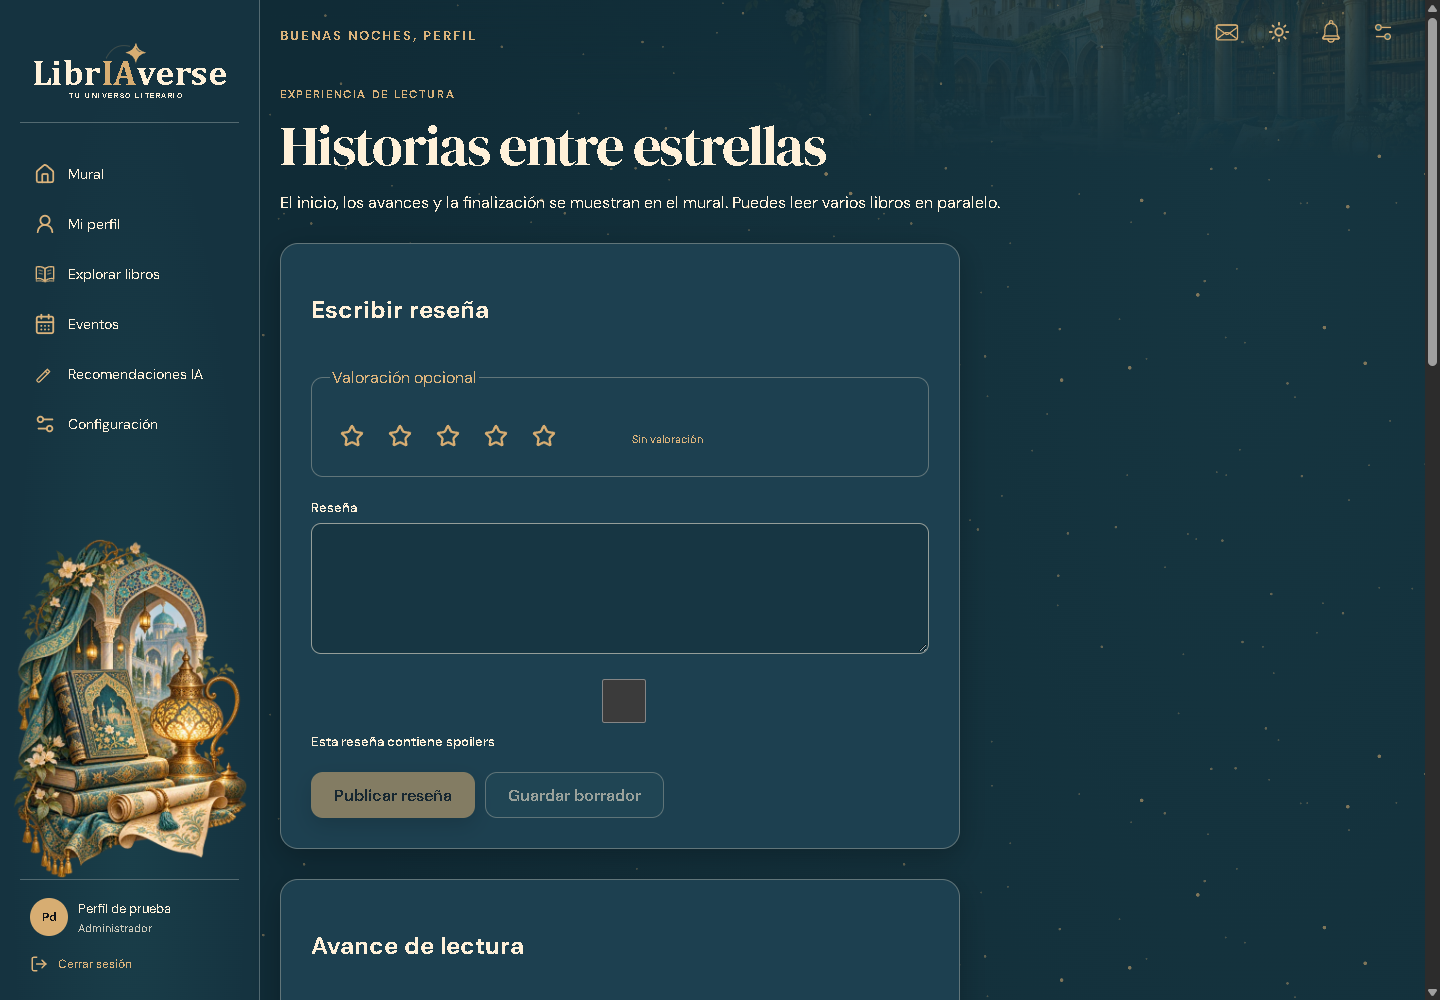 LibrIAverse
TU UNIVERSO LITERARIO
Mural
Mi perfil
Explorar libros
Eventos
Recomendaciones IA
Configuración
Pd
Perfil de prueba
Administrador
Cerrar sesión
BUENAS NOCHES, PERFIL
EXPERIENCIA DE LECTURA
Historias entre estrellas
El inicio, los avances y la finalización se muestran en el mural. Puedes leer varios libros en paralelo.
Escribir reseña
Valoración opcional
Sin valoración
Reseña
Esta reseña contiene spoilers
Publicar reseña
Guardar borrador
Avance de lectura